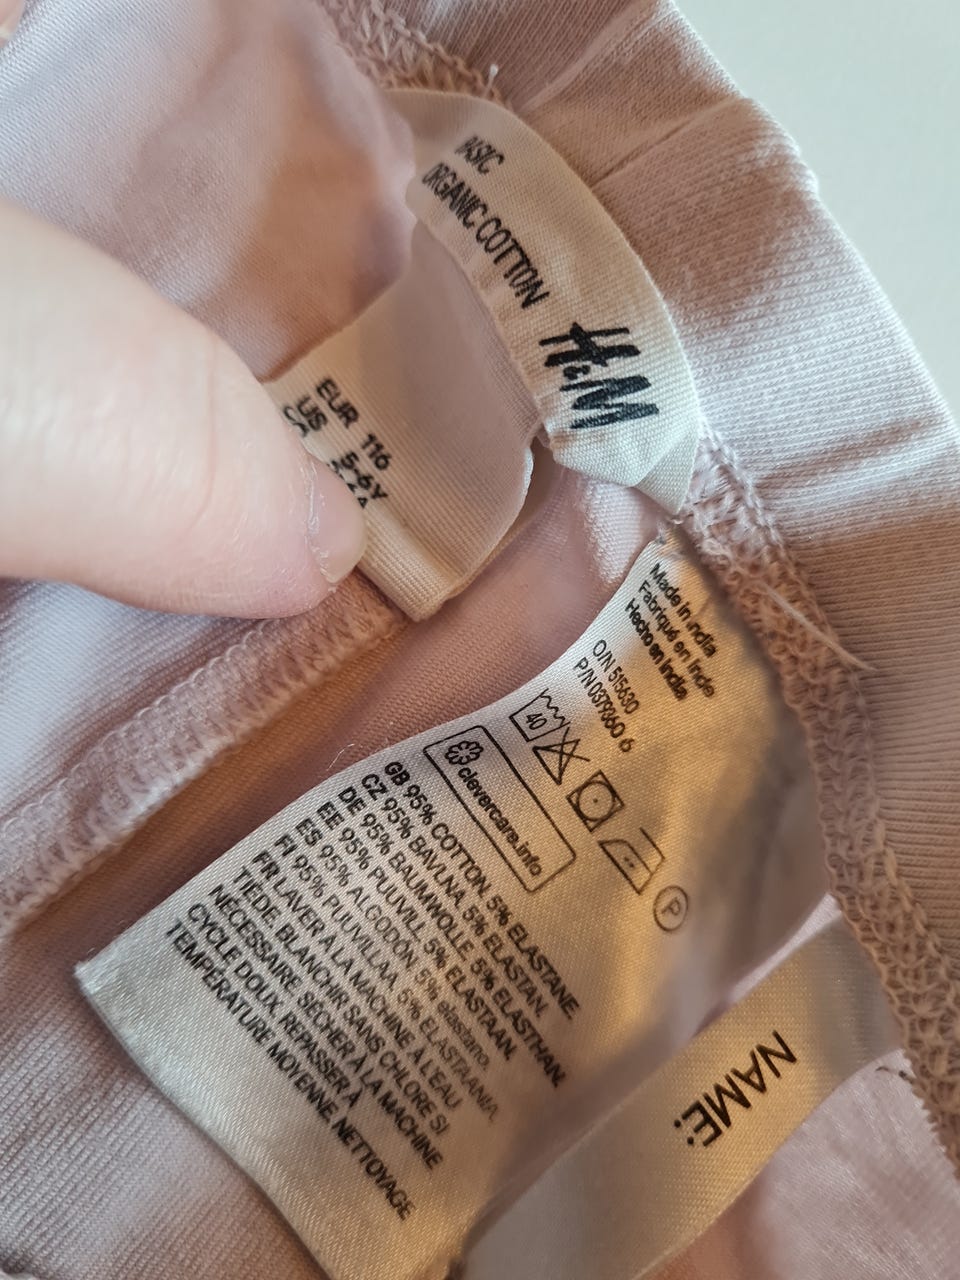 BASIC
ORGANIC COTTON
H&M
EUR 116
US 5-6Y
Made in India
Fabriqué en Inde
Hecho en India
O/N 515630
P/N 0379360 6
40
P
clevercare.info
GB 95% COTTON 5% ELASTANE
CZ 95% BAVLNA 5% ELASTAN.
DE 95% BAUMWOLLE 5% ELASTHAN.
EE 95% PUUVILL 5% ELASTAAN.
ES 95% ALGODÓN 5% elastano.
FI 95% PUUVILLAA, 5% ELASTAANIA.
FR LAVER A LA MACHINE À L'EAU
TIÈDE BLANCHIR SANS CHLORE SI
NÉCESSAIRE SÉCHER À LA MACHINE
CYCLE DOUX, REPASSER À
TEMPÉRATURE MOYENNE NETTOYAGE
NAME: